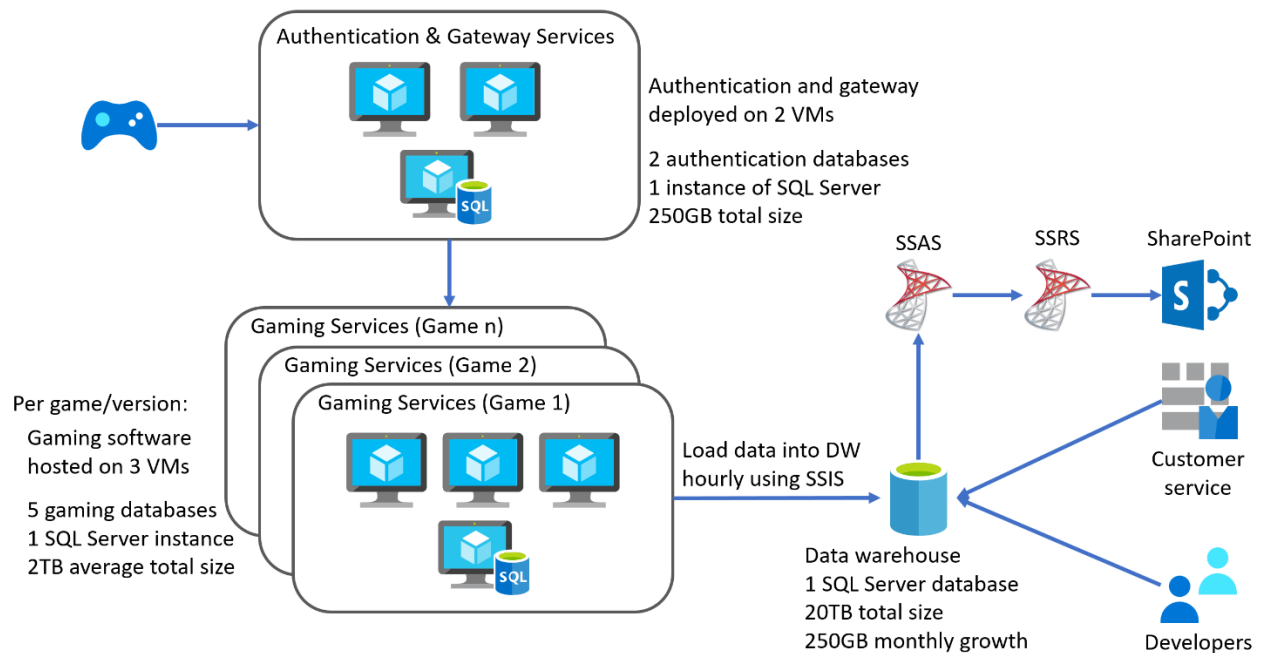 Authentication & Gateway Services
Authentication and gateway
deployed on 2 VMs
2 authentication databases
1 instance of SQL Server
250GB total size
SQL
Gaming Services (Game n)
Gaming Services (Game 2)
Gaming Services (Game 1)
Per game/version:
Gaming software
hosted on 3 VMs
5 gaming databases
1 SQL Server instance
2TB average total size
SQL
Load data into DW
hourly using SSIS
SSAS
SSRS
SharePoint
S
Customer
service
Data warehouse
1 SQL Server database
20TB total size
250GB monthly growth
Developers